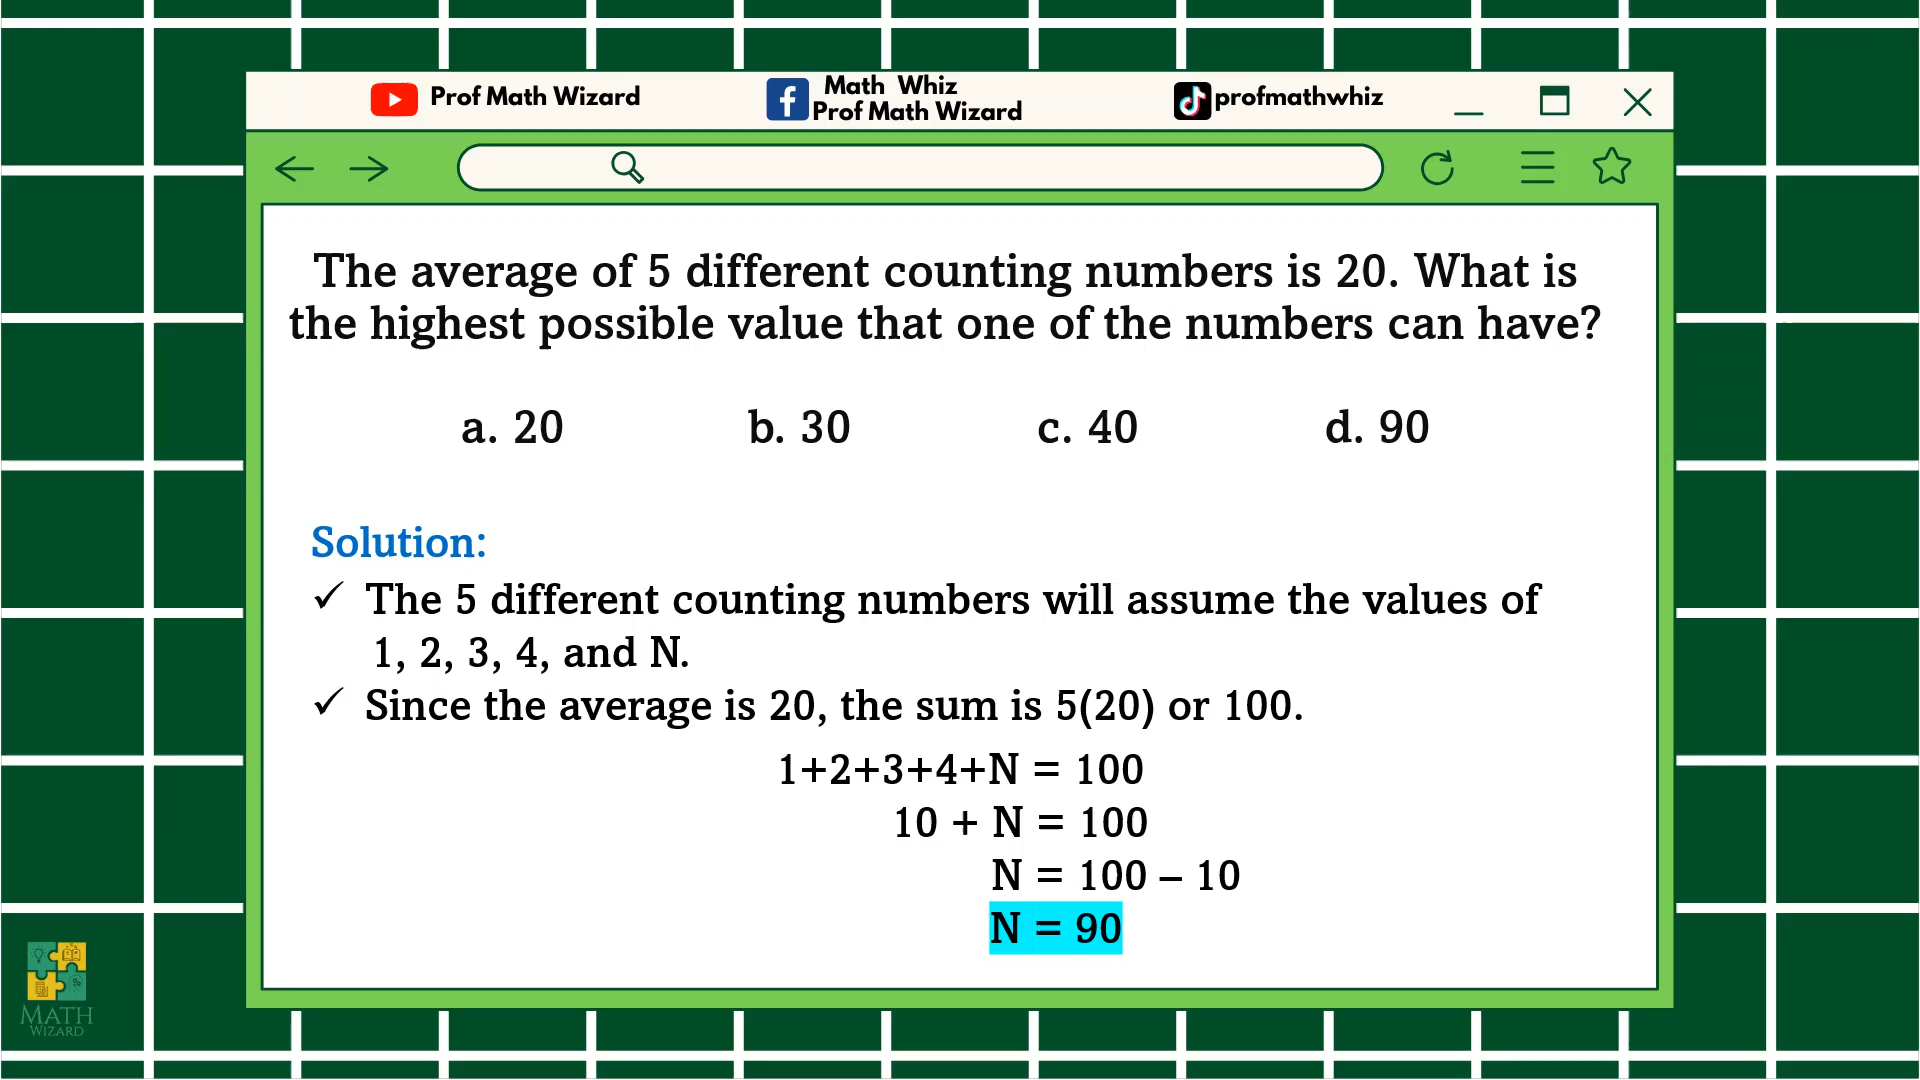 Prof Math Wizard
Math Whiz
Prof Math Wizard
profmathwhiz
The average of 5 different counting numbers is 20. What is
the highest possible value that one of the numbers can have?
a. 20 b. 30 c. 40 d. 90
Solution:
✓ The 5 different counting numbers will assume the values of
1, 2, 3, 4, and N.
✓ Since the average is 20, the sum is 5(20) or 100.
1+2+3+4+N = 100
10 + N = 100
N = 100 – 10
N = 90
MATH
WIZARD